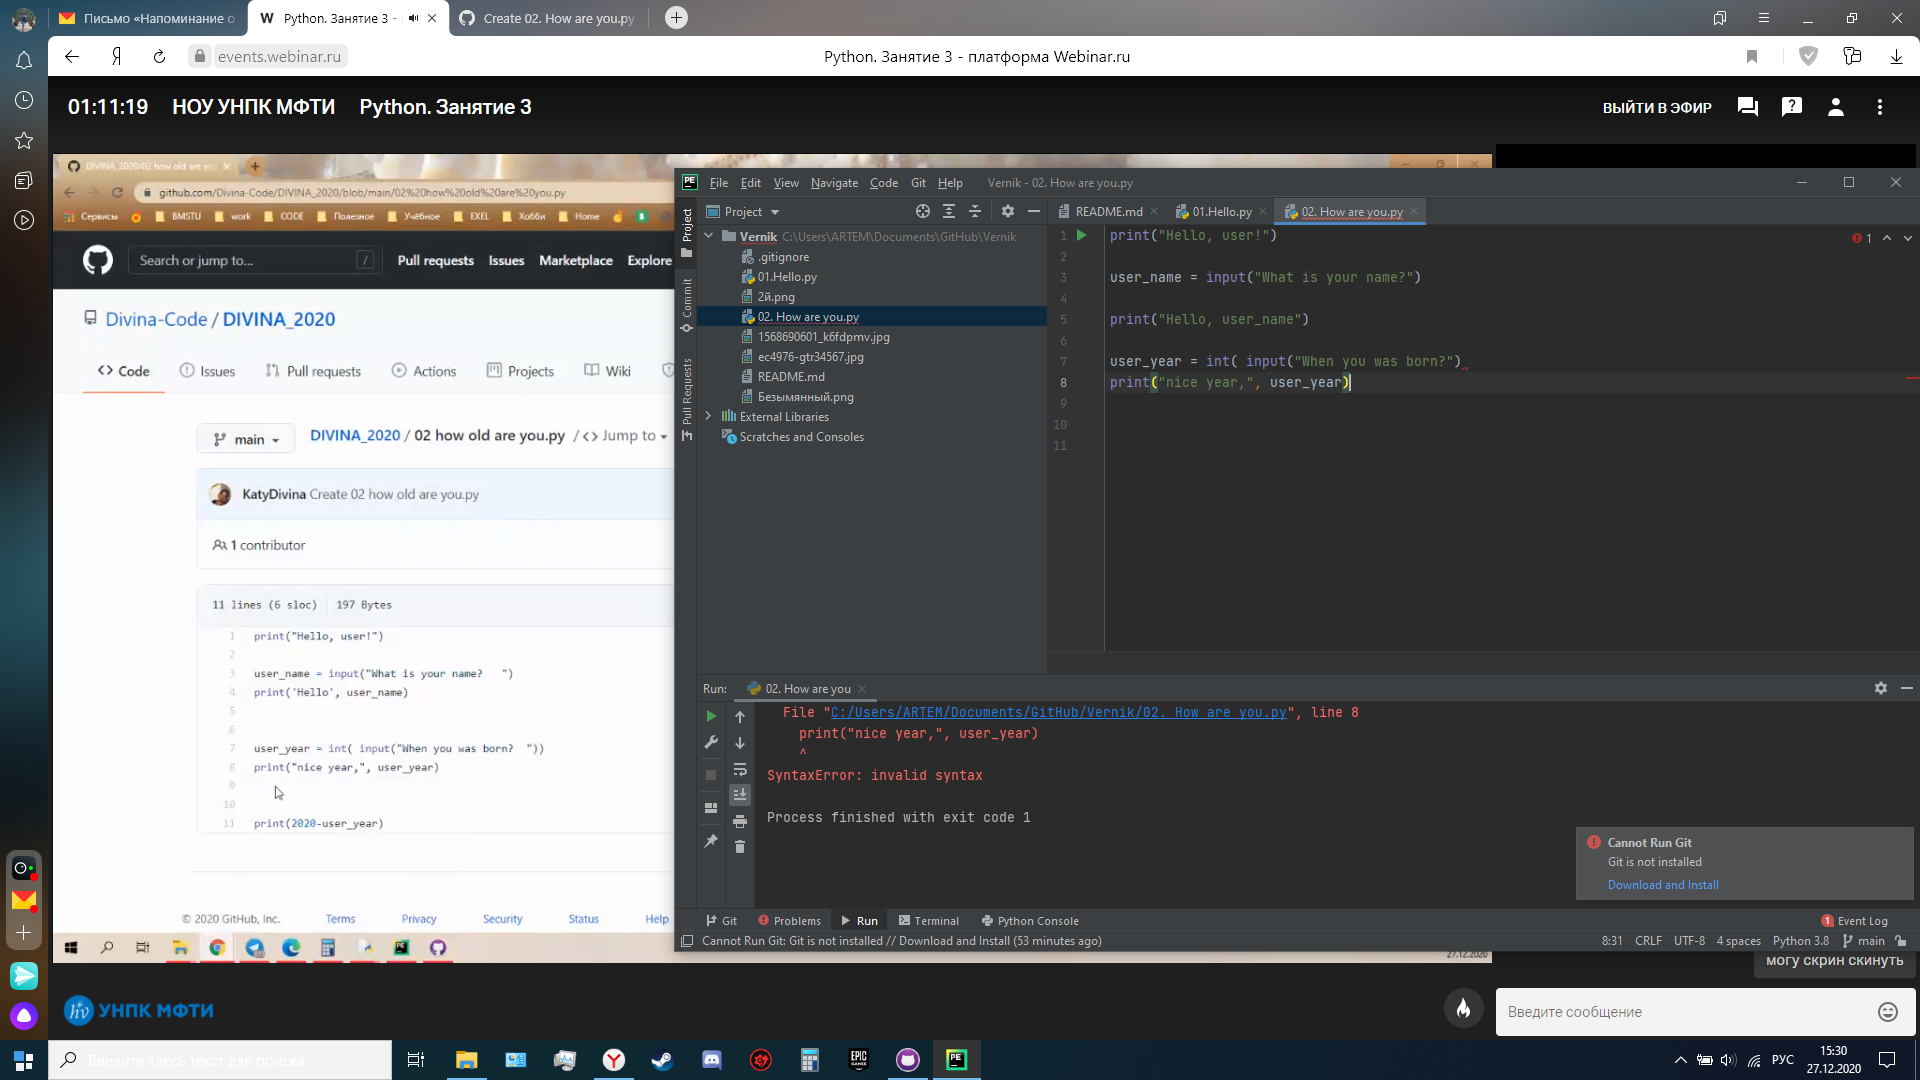 Письмо «Напоминание о
Python. Занятие 3 -
Create 02. How are you.py
events.webinar.ru
Python. Занятие 3 - платформа Webinar.ru
01:11:19 НОУ УНПК МФТИ Python. Занятие 3
ВЫЙТИ В ЭФИР
DIVINA_2020/02 how old are yo
github.com/Divina-Code/DIVINA_2020/blob/main/02%20how%20old%20are%20you.py
Сервисы BMSTU work CODE Полезное Учебное EXEL Хобби Home
Search or jump to... /
Pull requests Issues Marketplace Explore
Divina-Code / DIVINA_2020
Code Issues Pull requests Actions Projects Wiki
main
DIVINA_2020 / 02 how old are you.py / <> Jump to
KatyDivina Create 02 how old are you.py
1 contributor
11 lines (6 sloc) 197 Bytes
1 print("Hello, user!")
2
3 user_name = input("What is your name?   ")
4 print('Hello', user_name)
5
6
7 user_year = int( input("When you was born?  "))
8 print("nice year,", user_year)
9
10
11 print(2020-user_year)
© 2020 GitHub, Inc. Terms Privacy Security Status Help
PE File Edit View Navigate Code Git Help Vernik - 02. How are you.py
Project
Commit
Pull Requests
Project
Vernik C:\Users\ARTEM\Documents\GitHub\Vernik
.gitignore
01.Hello.py
2й.png
02. How are you.py
1568690601_k6fdpmv.jpg
ec4976-gtr34567.jpg
README.md
Безымянный.png
External Libraries
Scratches and Consoles
README.md 01.Hello.py 02. How are you.py
1 print("Hello, user!")
2
3 user_name = input("What is your name?")
4
5 print("Hello, user_name")
6
7 user_year = int( input("When you was born?")
8 print("nice year,", user_year)
9
10
11
1
Run: 02. How are you
File "C:/Users/ARTEM/Documents/GitHub/Vernik/02. How are you.py", line 8
print("nice year,", user_year)
^
SyntaxError: invalid syntax
Process finished with exit code 1
Cannot Run Git
Git is not installed
Download and Install
Git Problems Run Terminal Python Console
1 Event Log
Cannot Run Git: Git is not installed // Download and Install (53 minutes ago)
8:31 CRLF UTF-8 4 spaces Python 3.8 main
27.12.2020
могу скрин скинуть
УНПК МФТИ
Введите сообщение
Введите здесь текст для поиска
EPIC GAMES
PE
РУС
15:30
27.12.2020